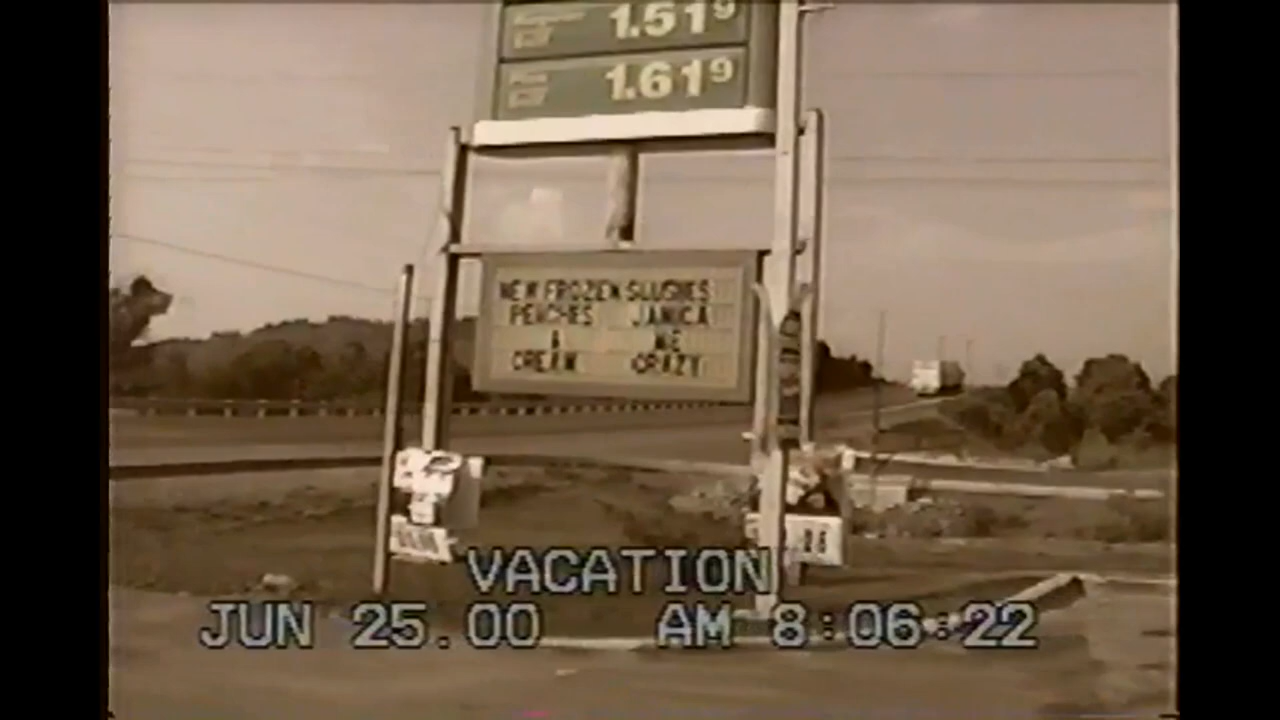 1.519
1.619
NEW FROZEN SLUSHES
PEACHES JAMICA
& ME
CREAM CRAZY
VACATION
JUN 25.00 AM 8:06:22